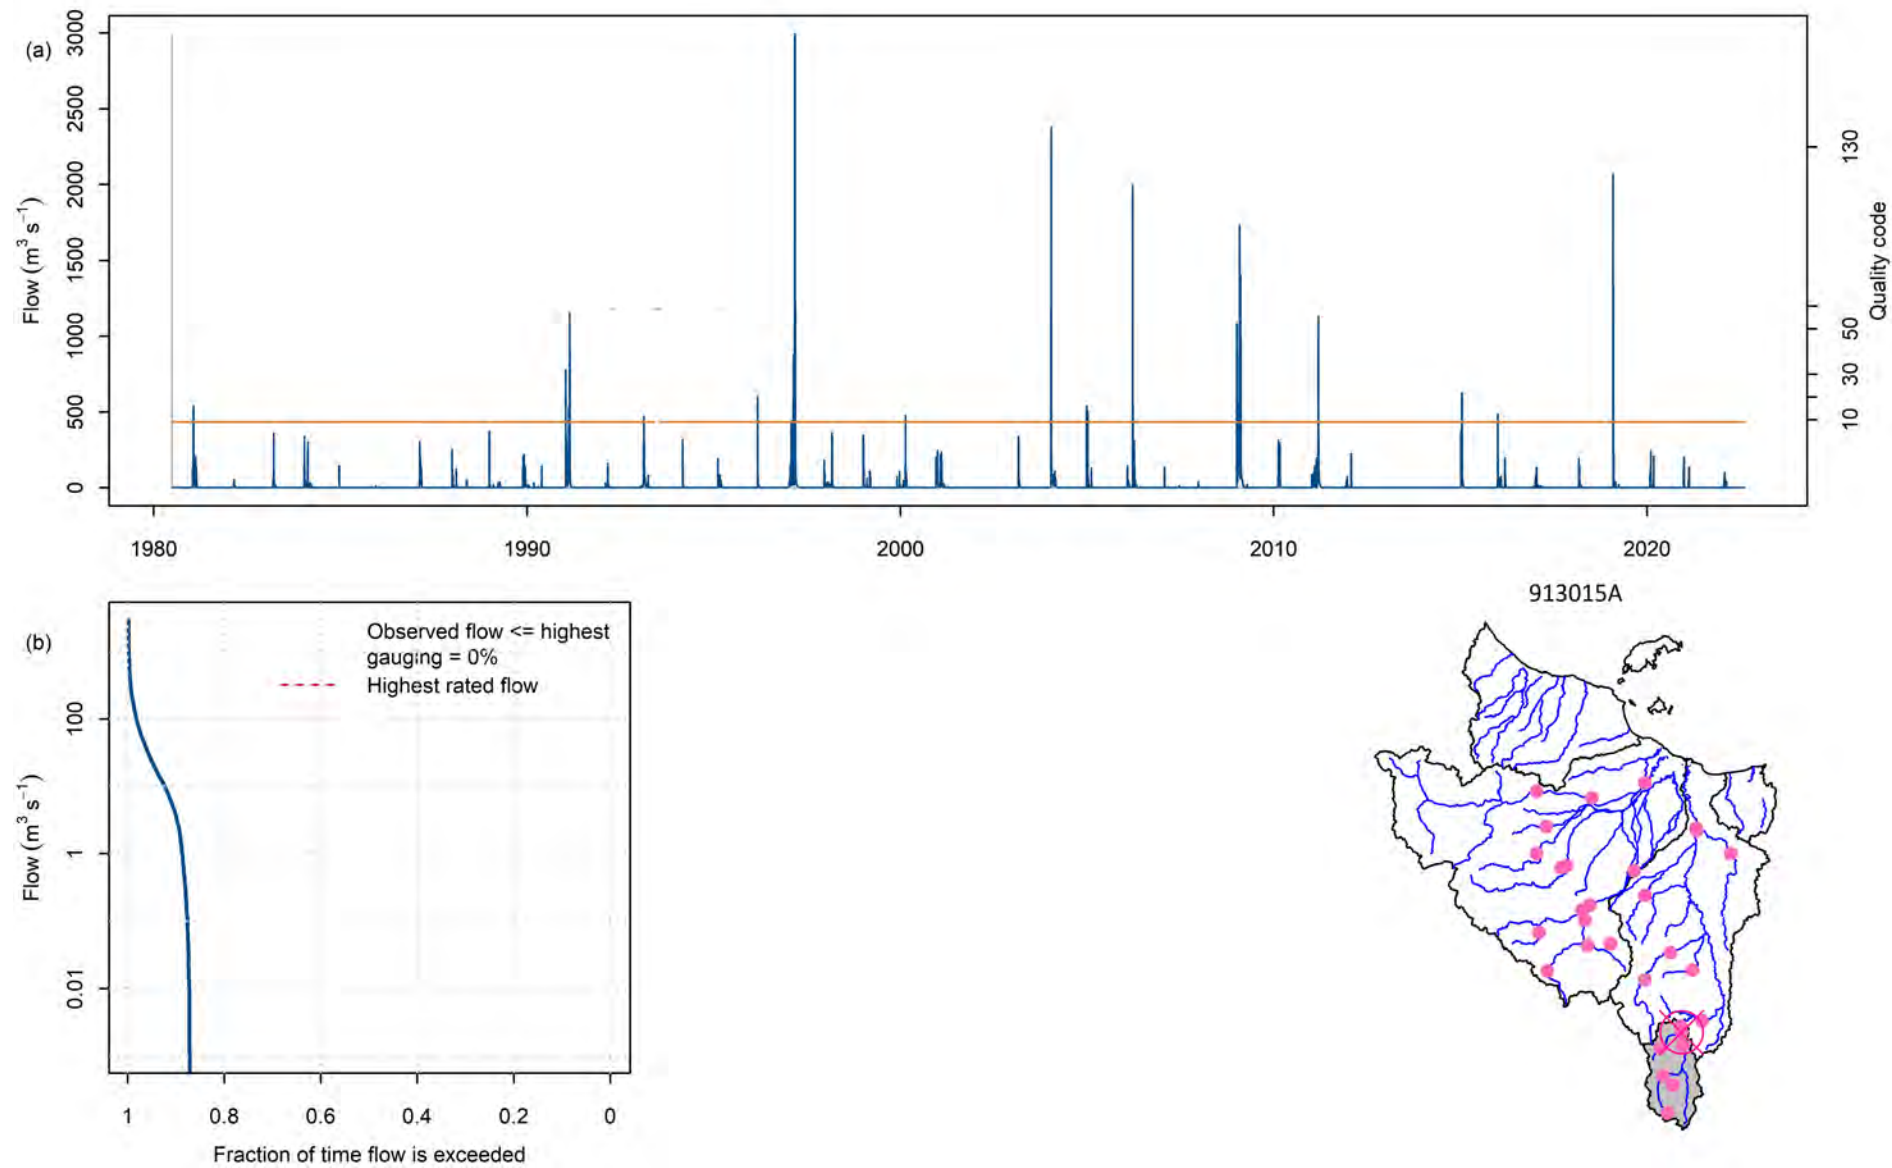 (a)
Flow (m³ s⁻¹)
3000
2500
2000
1500
1000
500
0
130
50
30
10
Quality code
1980
1990
2000
2010
2020
913015A
(b)
Observed flow <= highest
gauging = 0%
Highest rated flow
Flow (m³ s⁻¹)
100
1
0.01
1
0.8
0.6
0.4
0.2
0
Fraction of time flow is exceeded